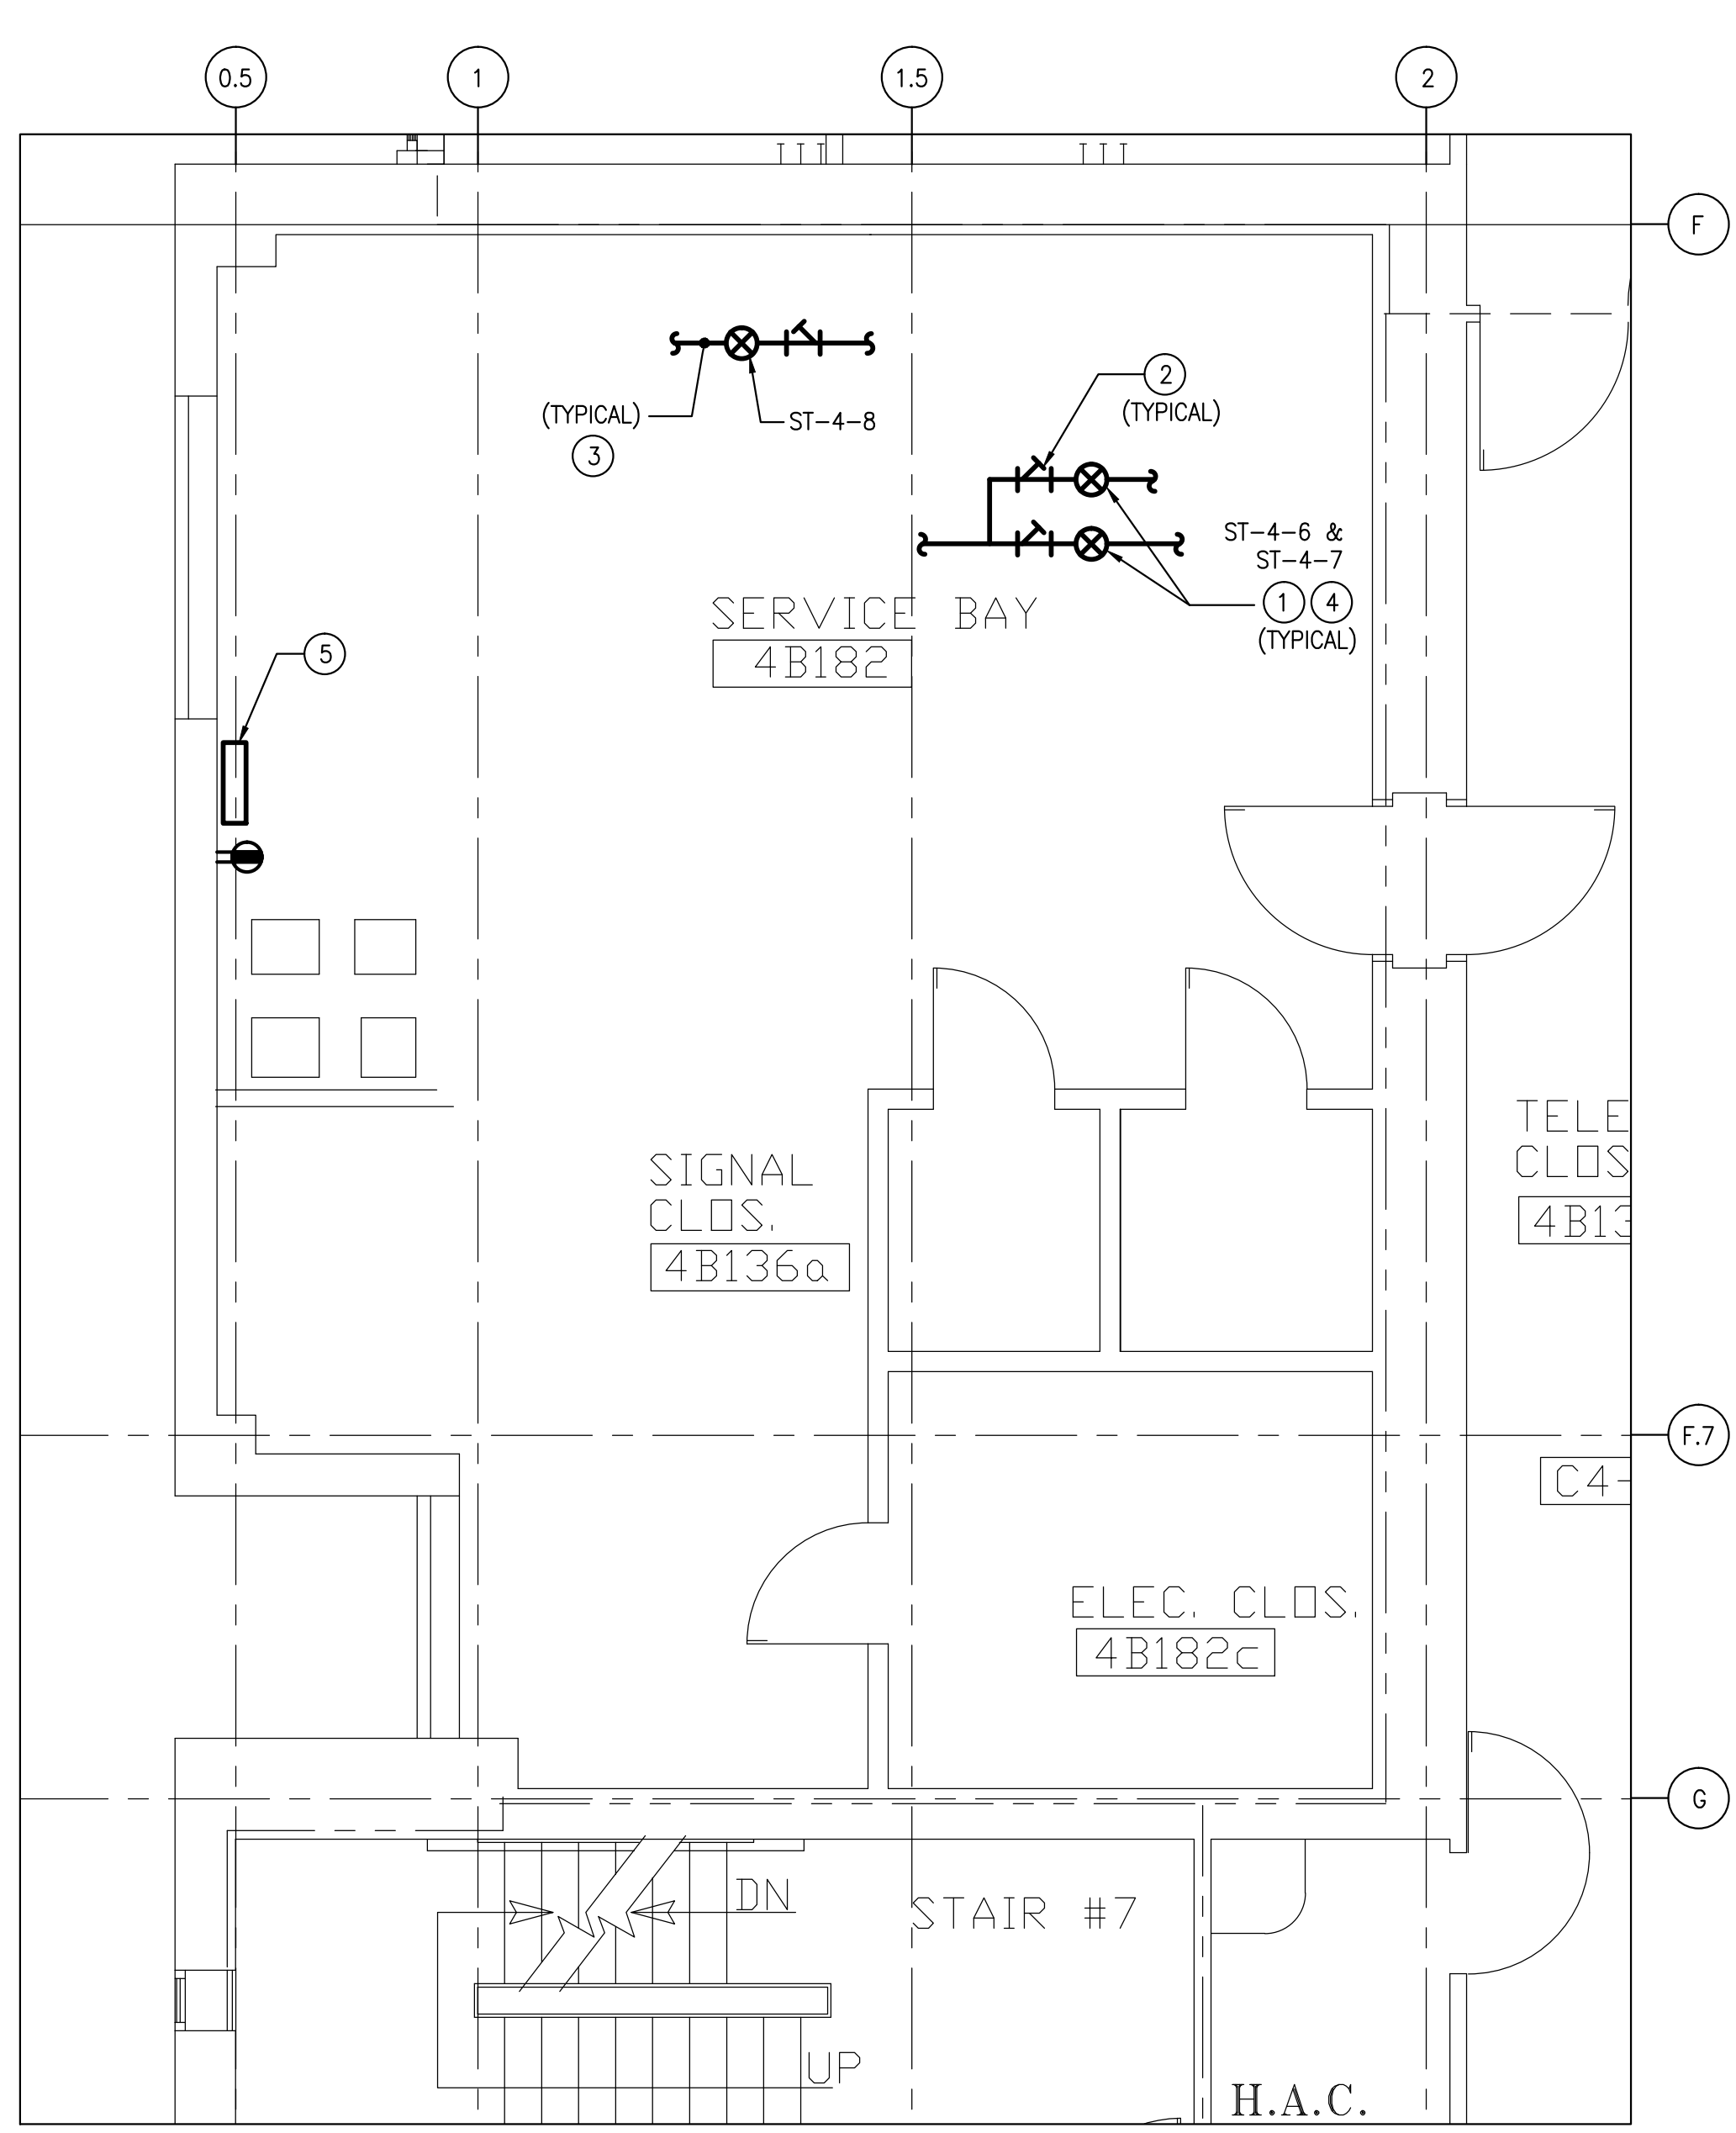 0.5
1
1.5
2
F
2
(TYPICAL)
(TYPICAL)
ST-4-8
3
ST-4-6 &
ST-4-7
1 4
(TYPICAL)
SERVICE BAY
4B182
5
TELE
CLOS
4B13
SIGNAL
CLOS.
4B136a
F.7
C4-
ELEC. CLOS.
4B182c
G
DN
STAIR #7
UP
H.A.C.